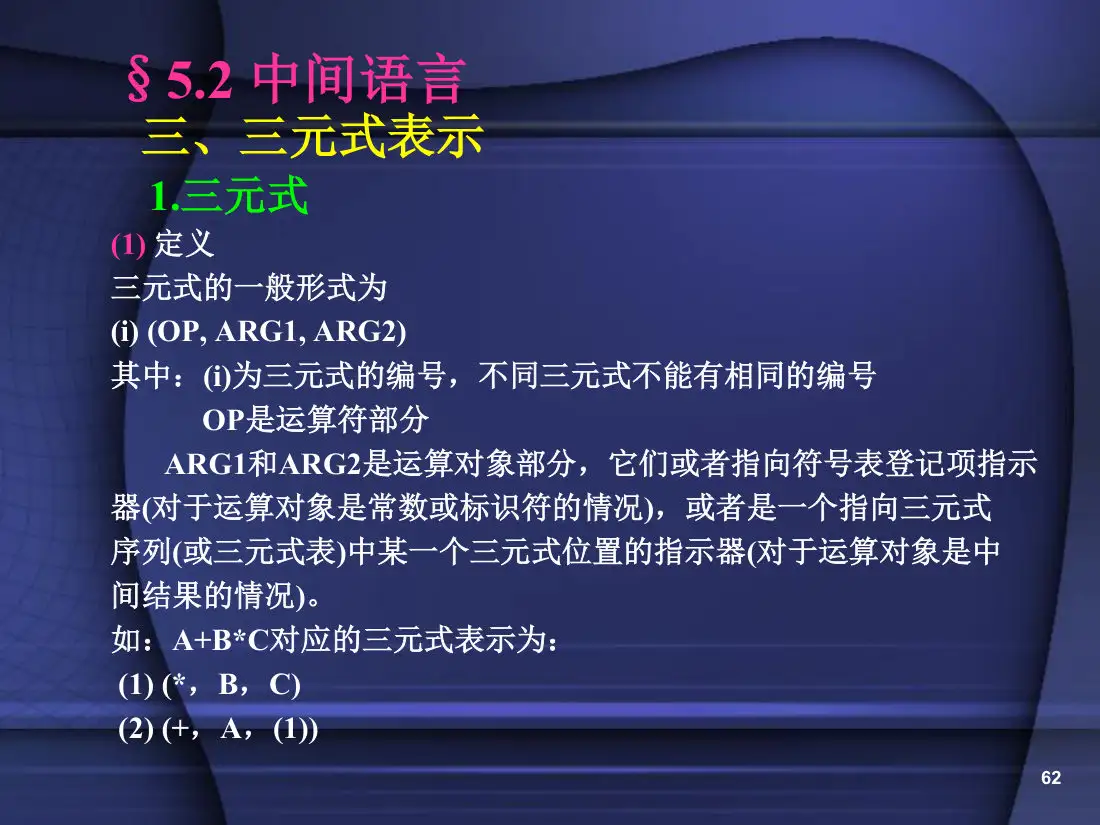 §5.2 中间语言
三、三元式表示
1.三元式
(1) 定义
三元式的一般形式为
(i) (OP, ARG1, ARG2)
其中：(i)为三元式的编号，不同三元式不能有相同的编号
OP是运算符部分
ARG1和ARG2是运算对象部分，它们或者指向符号表登记项指示
器(对于运算对象是常数或标识符的情况)，或者是一个指向三元式
序列(或三元式表)中某一个三元式位置的指示器(对于运算对象是中
间结果的情况)。
如：A+B*C对应的三元式表示为：
(1) (*，B，C)
(2) (+，A，(1))
62